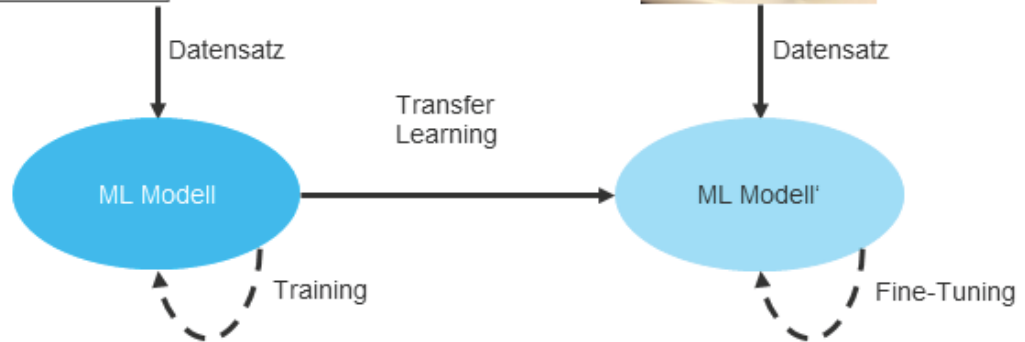 Datensatz
Datensatz
Transfer
Learning
ML Modell
ML Modell‘
Training
Fine-Tuning